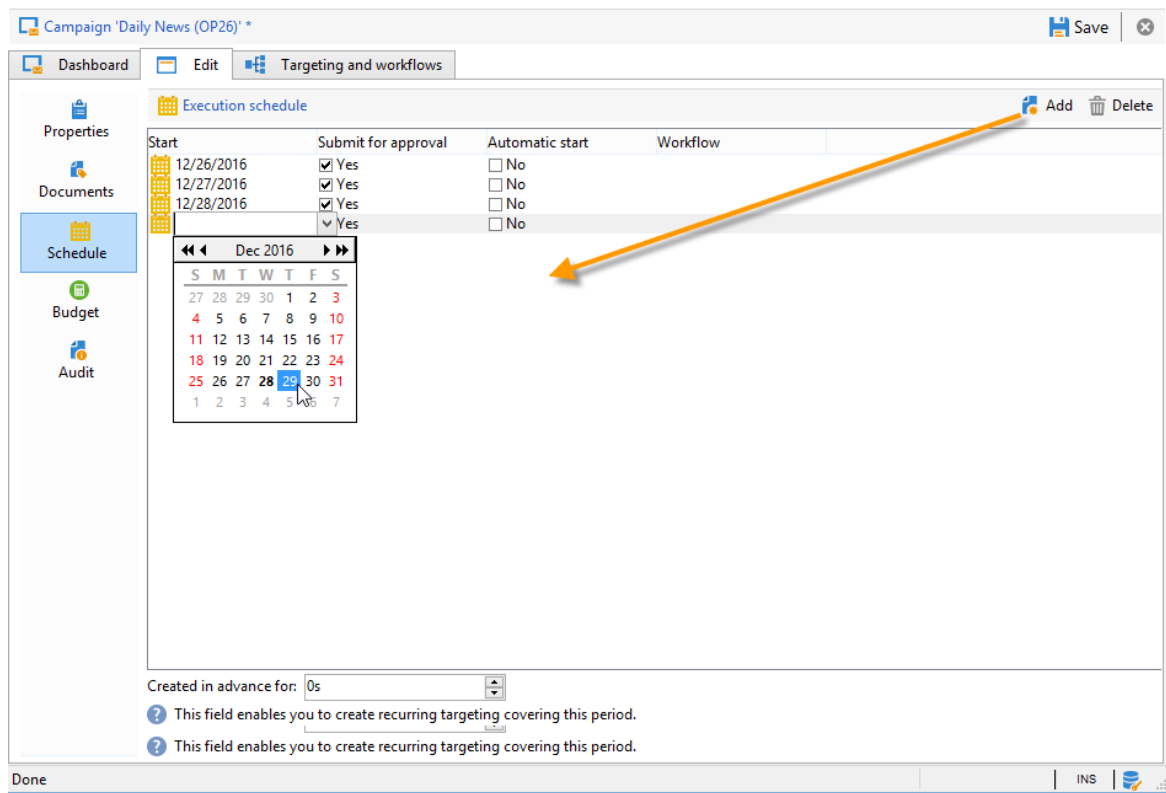 Campaign 'Daily News (OP26)' * Save
Dashboard Edit Targeting and workflows
Properties
Documents
Schedule
Budget
Audit
Execution schedule Add Delete
Start Submit for approval Automatic start Workflow
12/26/2016 Yes No
12/27/2016 Yes No
12/28/2016 Yes No
Yes No
Dec 2016
S M T W T F S
27 28 29 30 1 2 3
4 5 6 7 8 9 10
11 12 13 14 15 16 17
18 19 20 21 22 23 24
25 26 27 28 29 30 31
1 2 3 4 5 6 7
Created in advance for: 0s
This field enables you to create recurring targeting covering this period.
This field enables you to create recurring targeting covering this period.
Done INS